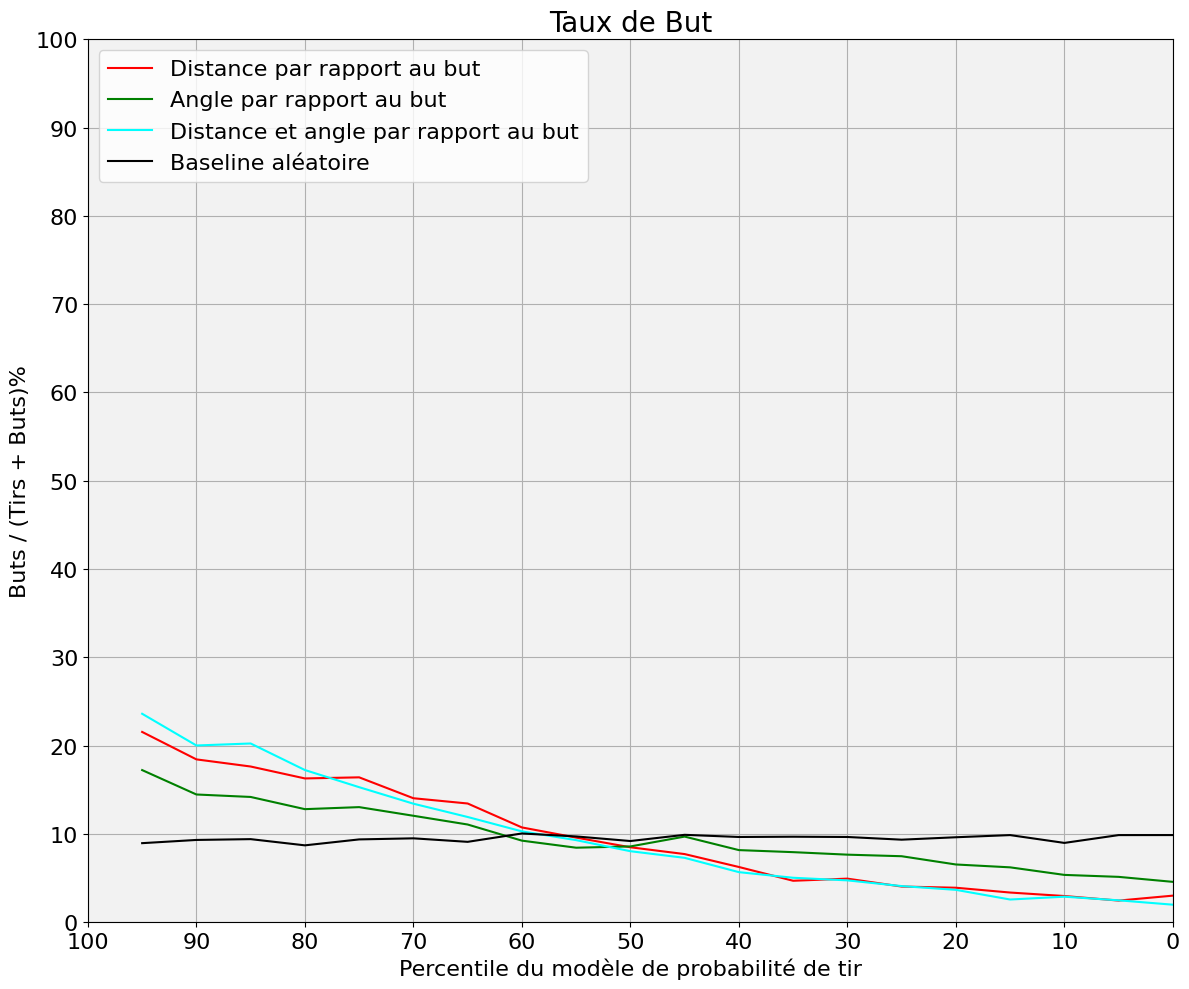 Taux de But
100
90
80
70
60
50
40
30
20
10
0
Buts / (Tirs + Buts)%
Distance par rapport au but
Angle par rapport au but
Distance et angle par rapport au but
Baseline aléatoire
100 90 80 70 60 50 40 30 20 10 0
Percentile du modèle de probabilité de tir